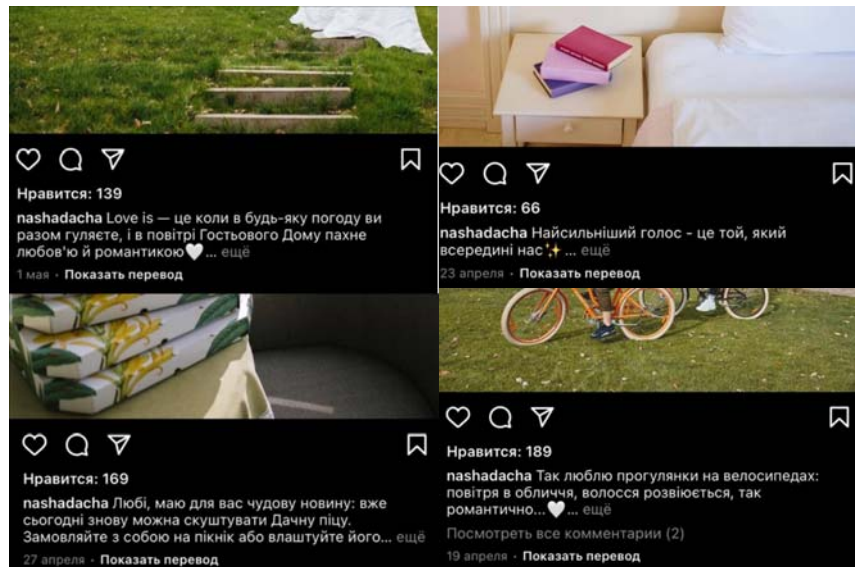 Нравится: 139
nashadacha Love is — це коли в будь-яку погоду ви
разом гуляєте, і в повітрі Гостьового Дому пахне
любов'ю й романтикою🤍... ещё
1 мая • Показать перевод
Нравится: 66
nashadacha Найсильніший голос - це той, який
всередині нас✨... ещё
23 апреля • Показать перевод
Нравится: 169
nashadacha Любі, маю для вас чудову новину: вже
сьогодні знову можна скуштувати Дачну піцу.
Замовляйте з собою на пікнік або влаштуйте його... ещё
27 апреля • Показать перевод
Нравится: 189
nashadacha Так люблю прогулянки на велосипедах:
повітря в обличчя, волосся розвіюється, так
романтично...🤍... ещё
Посмотреть все комментарии (2)
19 апреля • Показать перевод